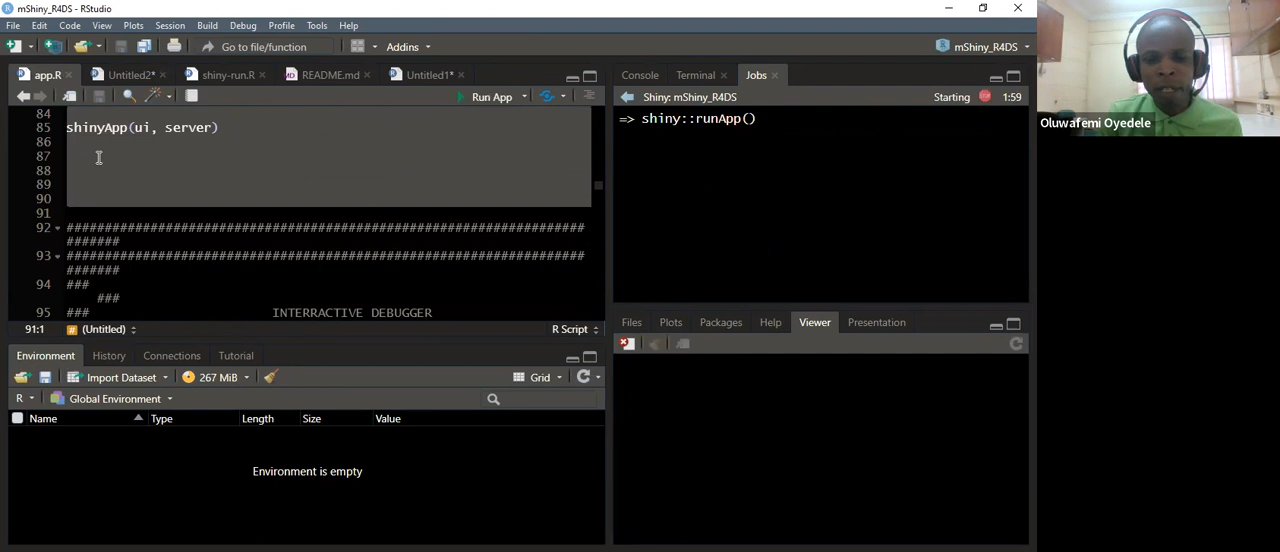 mShiny_R4DS - RStudio
File Edit Code View Plots Session Build Debug Profile Tools Help
Go to file/function Addins mShiny_R4DS
app.R Untitled2* shiny-run.R README.md Untitled1*
Run App
84
85 shinyApp(ui, server)
86
87
88
89
90
91
92 ####################################################################
#######
93 ####################################################################
#######
94 ###
###
95 ### INTERRACTIVE DEBUGGER
91:1 # (Untitled) R Script
Environment History Connections Tutorial
Import Dataset 267 MiB Grid
R Global Environment
Name Type Length Size Value
Environment is empty
Console Terminal Jobs
Shiny: mShiny_R4DS Starting 1:59
=> shiny::runApp()
Files Plots Packages Help Viewer Presentation
Oluwafemi Oyedele